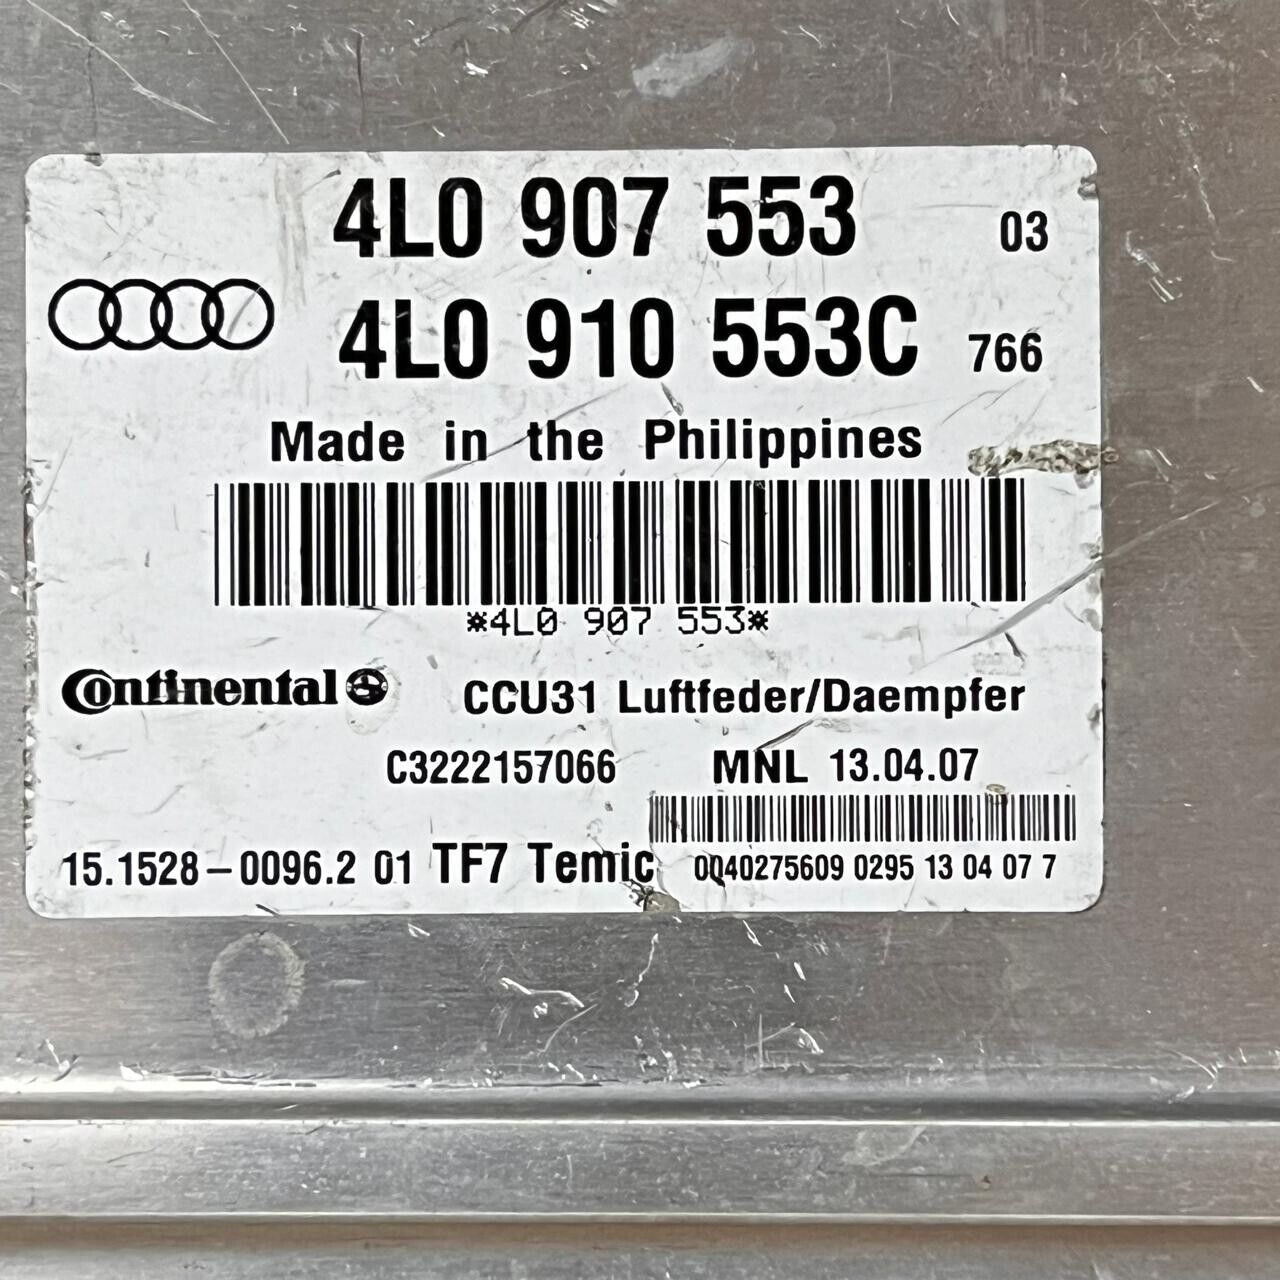 4L0 907 553 03
4L0 910 553C 766
Made in the Philippines
*4L0 907 553*
Continental CCU31 Luftfeder/Daempfer
C3222157066 MNL 13.04.07
15.1528-0096.2 01 TF7 Temic 0040275609 0295 13 04 07 7